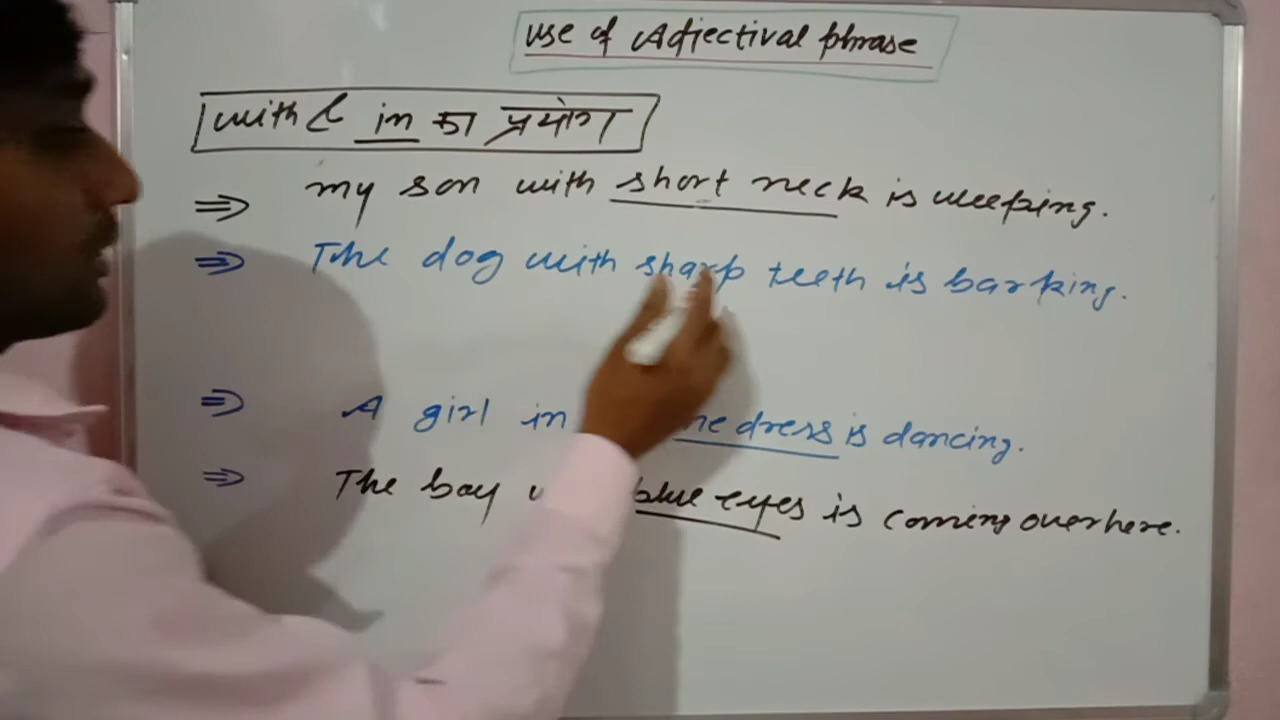 use of Adjectival phrase
with & in का प्रयोग
⇒ my son with short neck is weeping.
⇒ The dog with sharp teeth is barking.
⇒ A girl in dress is dancing.
⇒ The boy blue eyes is coming over here.